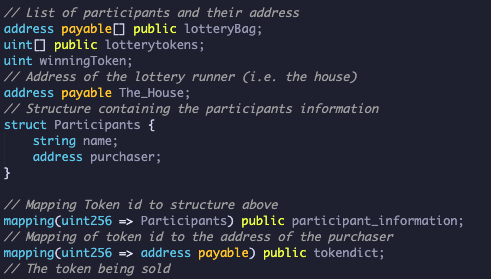 // List of participants and their address
address payable[] public lotteryBag;
uint[] public lotterytokens;
uint winningToken;
// Address of the lottery runner (i.e. the house)
address payable The_House;
// Structure containing the participants information
struct Participants {
    string name;
    address purchaser;
}

// Mapping Token id to structure above
mapping(uint256 => Participants) public participant_information;
// Mapping of token id to the address of the purchaser
mapping(uint256 => address payable) public tokendict;
// The token being sold